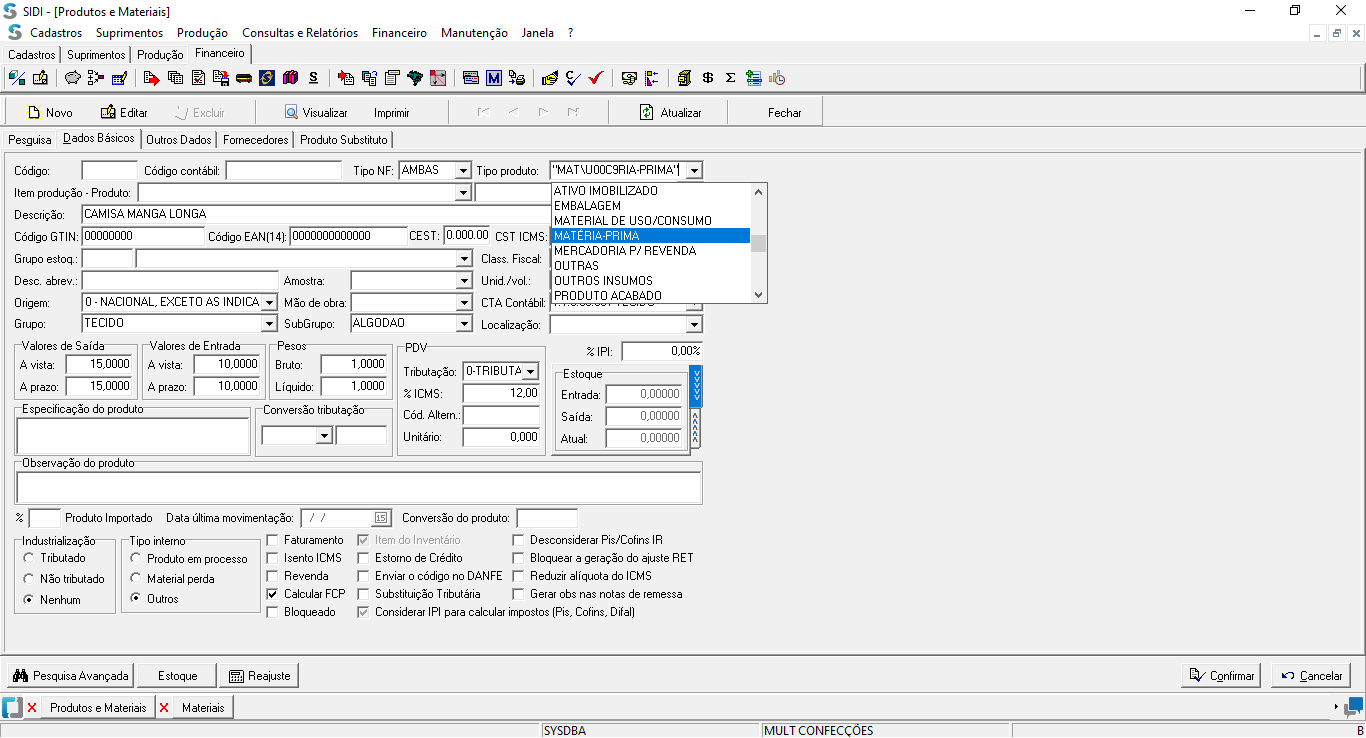 SIDI - [Produtos e Materiais]
Cadastros Suprimentos Produção Consultas e Relatórios Financeiro Manutenção Janela ?
Cadastros Suprimentos Produção Financeiro
Novo Editar Excluir Visualizar Imprimir Atualizar Fechar
Pesquisa Dados Básicos Outros Dados Fornecedores Produto Substituto
Código: Código contábil: Tipo NF: AMBAS Tipo produto: "MAT\U00C9RIA-PRIMA"
Item produção - Produto: ATIVO IMOBILIZADO
EMBALAGEM
Descrição: CAMISA MANGA LONGA MATERIAL DE USO/CONSUMO
Código GTIN: 00000000 Código EAN(14): 0000000000000 CEST: 0.000.00 CST ICMS: MATÉRIA-PRIMA
Grupo estoq.: Class. Fiscal: MERCADORIA P/ REVENDA
OUTRAS
Desc. abrev.: Amostra: Unid./vol.: OUTROS INSUMOS
Origem: 0 - NACIONAL, EXCETO AS INDICA Mão de obra: CTA Contábil: PRODUTO ACABADO
Grupo: TECIDO SubGrupo: ALGODAO Localização:
Valores de Saída Valores de Entrada Pesos PDV % IPI: 0,00%
A vista: 15,0000 A vista: 10,0000 Bruto: 1,0000 Tributação: 0-TRIBUTA Estoque
A prazo: 15,0000 A prazo: 10,0000 Líquido: 1,0000 % ICMS: 12,00 Entrada: 0,00000
Especificação do produto Conversão tributação Cód. Altern.: Saída: 0,00000
Unitário: 0,000 Atual: 0,00000
Observação do produto
% Produto Importado Data última movimentação: / / 15 Conversão do produto:
Industrialização Tipo interno Faturamento Item do Inventário Desconsiderar Pis/Cofins IR
Tributado Produto em processo Isento ICMS Estorno de Crédito Bloquear a geração do ajuste RET
Não tributado Material perda Revenda Enviar o código no DANFE Reduzir alíquota do ICMS
Nenhum Outros Calcular FCP Substituição Tributária Gerar obs nas notas de remessa
Bloqueado Considerar IPI para calcular impostos (Pis, Cofins, Difal)
Pesquisa Avançada Estoque Reajuste Confirmar Cancelar
Produtos e Materiais Materiais
SYSDBA MULT CONFECÇÕES B